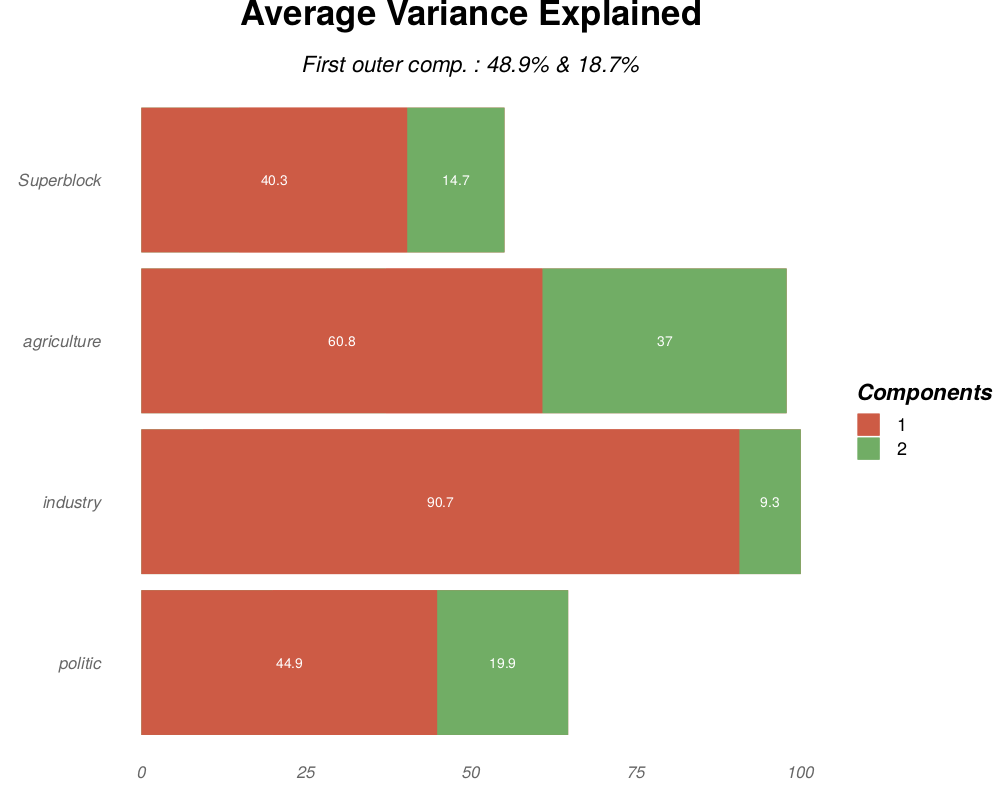 Average Variance Explained
First outer comp. : 48.9% & 18.7%
Superblock
40.3
14.7
agriculture
60.8
37
Components
1
2
industry
90.7
9.3
politic
44.9
19.9
0
25
50
75
100